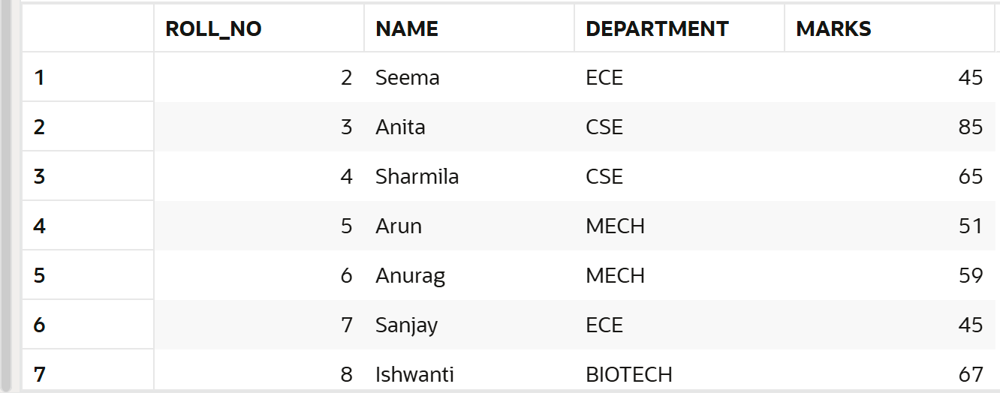 ROLL_NO NAME DEPARTMENT MARKS
1 2 Seema ECE 45
2 3 Anita CSE 85
3 4 Sharmila CSE 65
4 5 Arun MECH 51
5 6 Anurag MECH 59
6 7 Sanjay ECE 45
7 8 Ishwanti BIOTECH 67